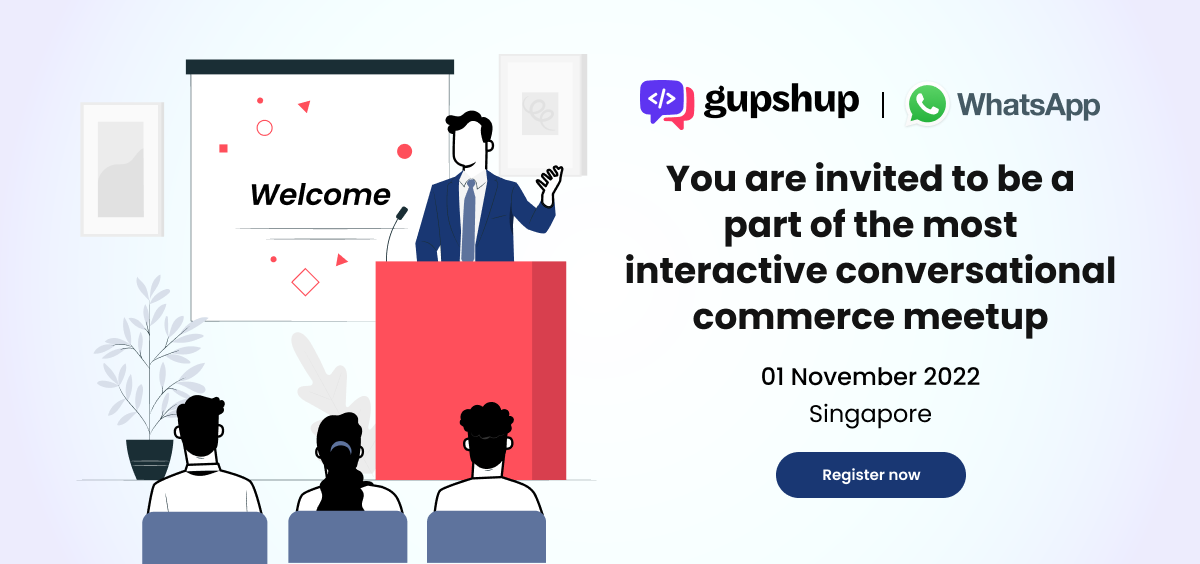 Welcome
</> gupshup | WhatsApp
You are invited to be a
part of the most
interactive conversational
commerce meetup
01 November 2022
Singapore
Register now